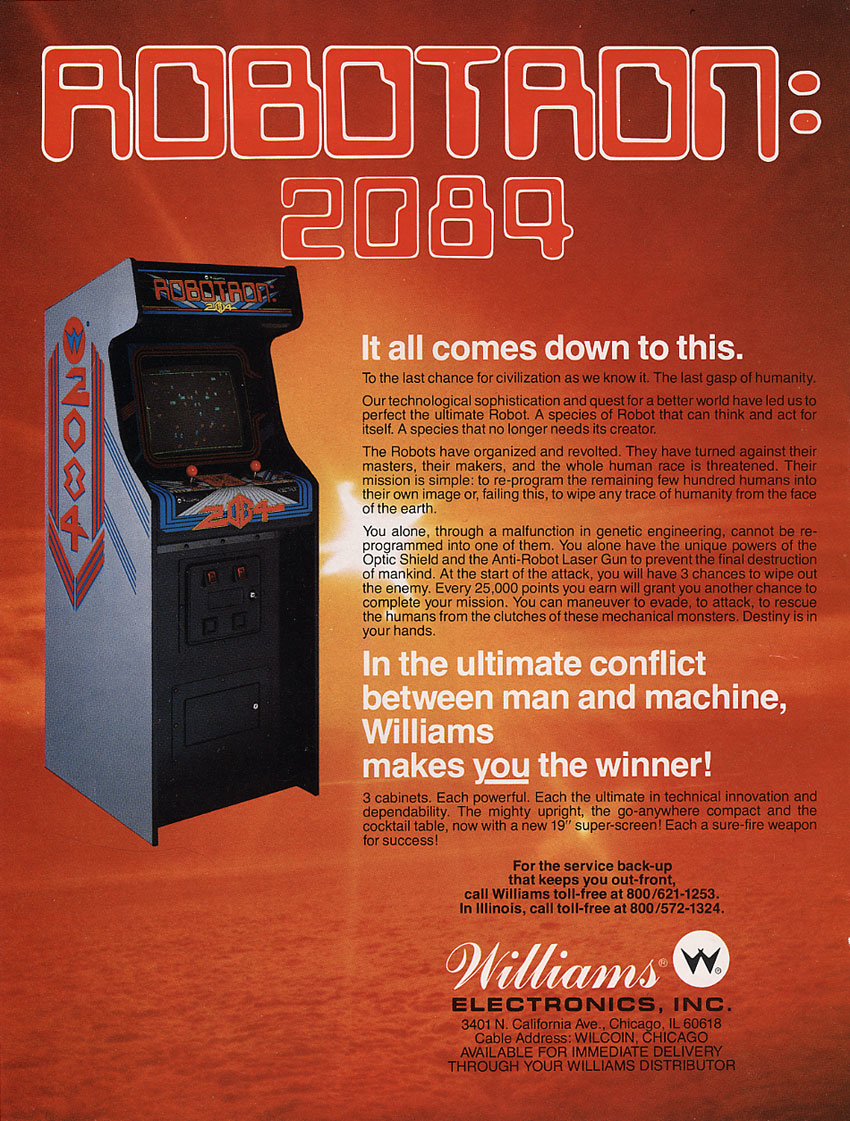 ROBOTRON:
2084
ROBOTRON:
2084
2084
2084
It all comes down to this.
To the last chance for civilization as we know it. The last gasp of humanity.
Our technological sophistication and quest for a better world have led us to
perfect the ultimate Robot. A species of Robot that can think and act for
itself. A species that no longer needs its creator.
The Robots have organized and revolted. They have turned against their
masters, their makers, and the whole human race is threatened. Their
mission is simple: to re-program the remaining few hundred humans into
their own image or, failing this, to wipe any trace of humanity from the face
of the earth.
You alone, through a malfunction in genetic engineering, cannot be re-
programmed into one of them. You alone have the unique powers of the
Optic Shield and the Anti-Robot Laser Gun to prevent the final destruction
of mankind. At the start of the attack, you will have 3 chances to wipe out
the enemy. Every 25,000 points you earn will grant you another chance to
complete your mission. You can maneuver to evade, to attack, to rescue
the humans from the clutches of these mechanical monsters. Destiny is in
your hands.
In the ultimate conflict
between man and machine,
Williams
makes you the winner!
3 cabinets. Each powerful. Each the ultimate in technical innovation and
dependability. The mighty upright, the go-anywhere compact and the
cocktail table, now with a new 19" super-screen! Each a sure-fire weapon
for success!
For the service back-up
that keeps you out-front,
call Williams toll-free at 800/621-1253.
In Illinois, call toll-free at 800/572-1324.
Williams® W®
ELECTRONICS, INC.
3401 N. California Ave., Chicago, IL 60618
Cable Address: WILCOIN, CHICAGO
AVAILABLE FOR IMMEDIATE DELIVERY
THROUGH YOUR WILLIAMS DISTRIBUTOR